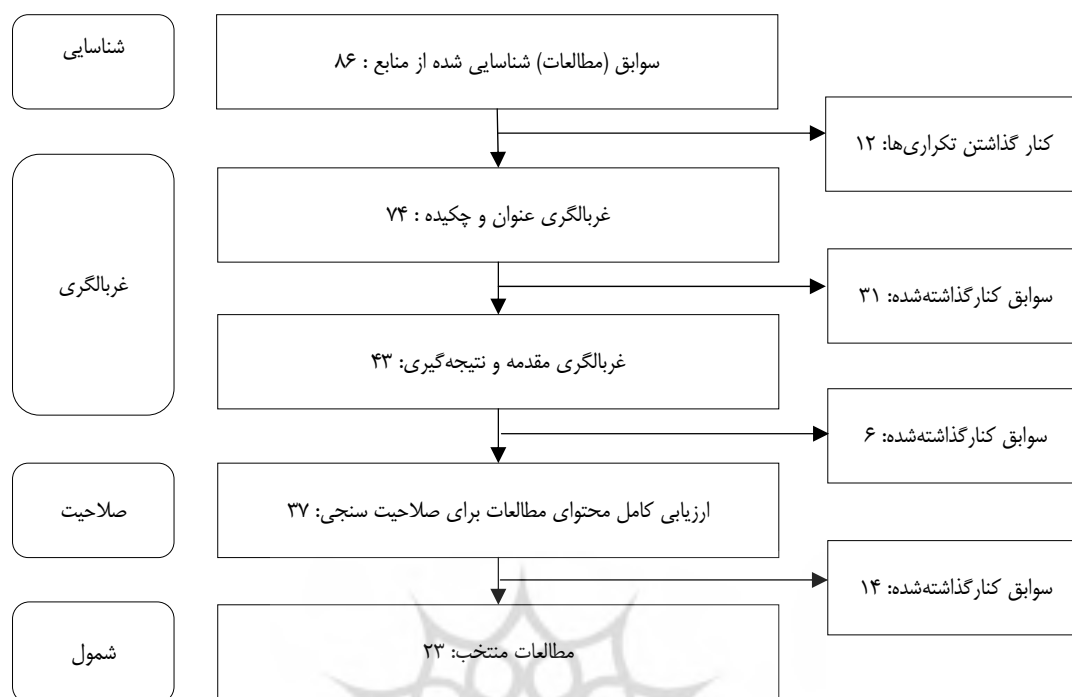 شناسایی
سوابق (مطالعات) شناسایی شده از منابع : ۸۶
کنار گذاشتن تکراری‌ها: ۱۲
غربالگری
غربالگری عنوان و چکیده : ۷۴
سوابق کنارگذاشته‌شده: ۳۱
غربالگری مقدمه و نتیجه‌گیری: ۴۳
سوابق کنارگذاشته‌شده: ۶
صلاحیت
ارزیابی کامل محتوای مطالعات برای صلاحیت سنجی: ۳۷
سوابق کنارگذاشته‌شده: ۱۴
شمول
مطالعات منتخب: ۲۳